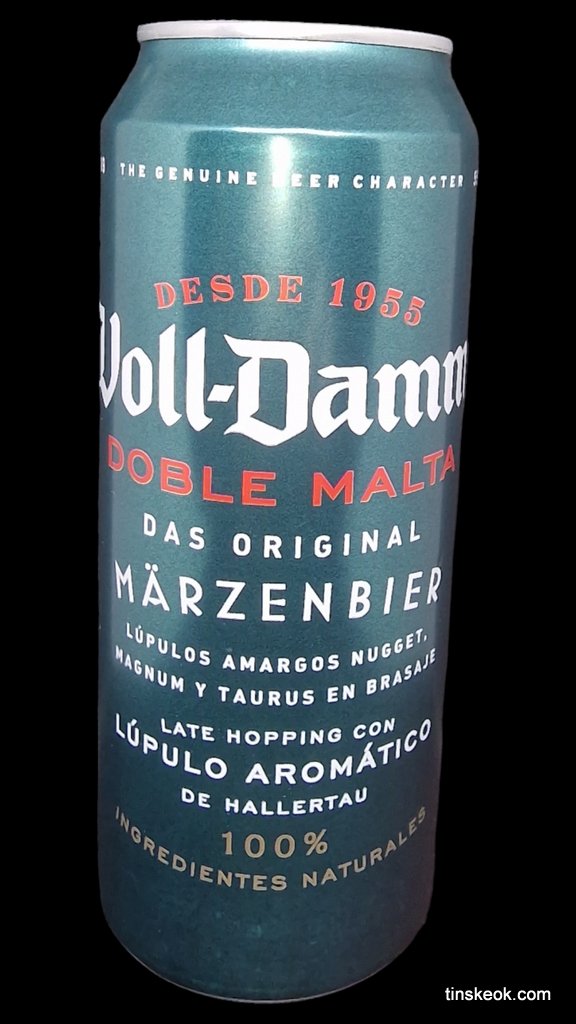 THE GENUINE BEER CHARACTER
DESDE 1955
Voll-Damm
DOBLE MALTA
DAS ORIGINAL
MÄRZENBIER
LÚPULOS AMARGOS NUGGET,
MAGNUM Y TAURUS EN BRASAJE
LATE HOPPING CON
LÚPULO AROMÁTICO
DE HALLERTAU
100%
INGREDIENTES NATURALES
tinskeok.com